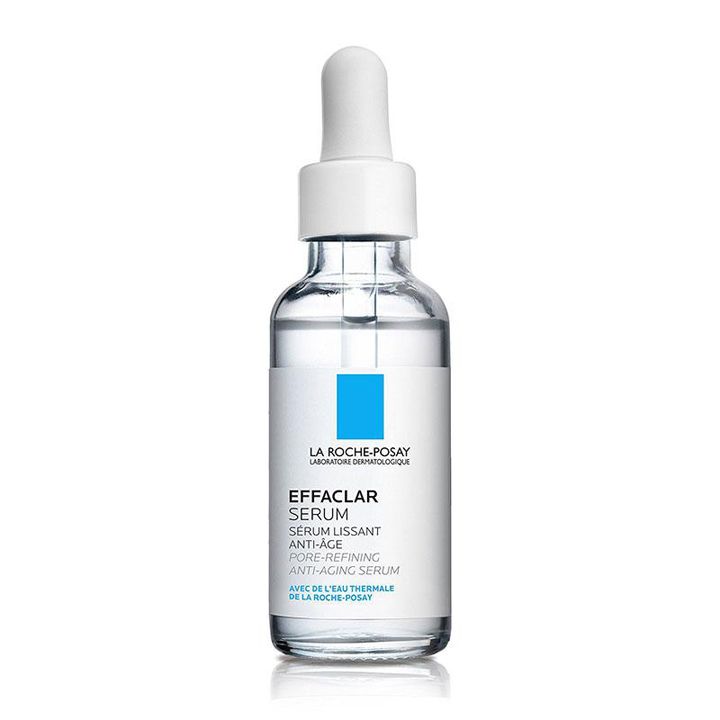 LA ROCHE-POSAY
LABORATOIRE DERMATOLOGIQUE
EFFACLAR
SERUM
SÉRUM LISSANT
ANTI-ÂGE
PORE-REFINING
ANTI-AGING SERUM
AVEC DE L'EAU THERMALE
DE LA ROCHE-POSAY